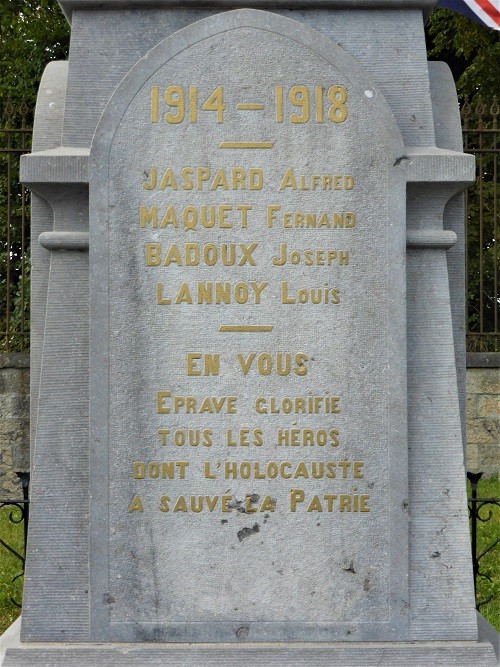 1914 - 1918
JASPARD ALFRED
MAQUET FERNAND
BADOUX JOSEPH
LANNOY LOUIS
EN VOUS
EPRAVE GLORIFIE
TOUS LES HÉROS
DONT L'HOLOCAUSTE
A SAUVÉ LA PATRIE